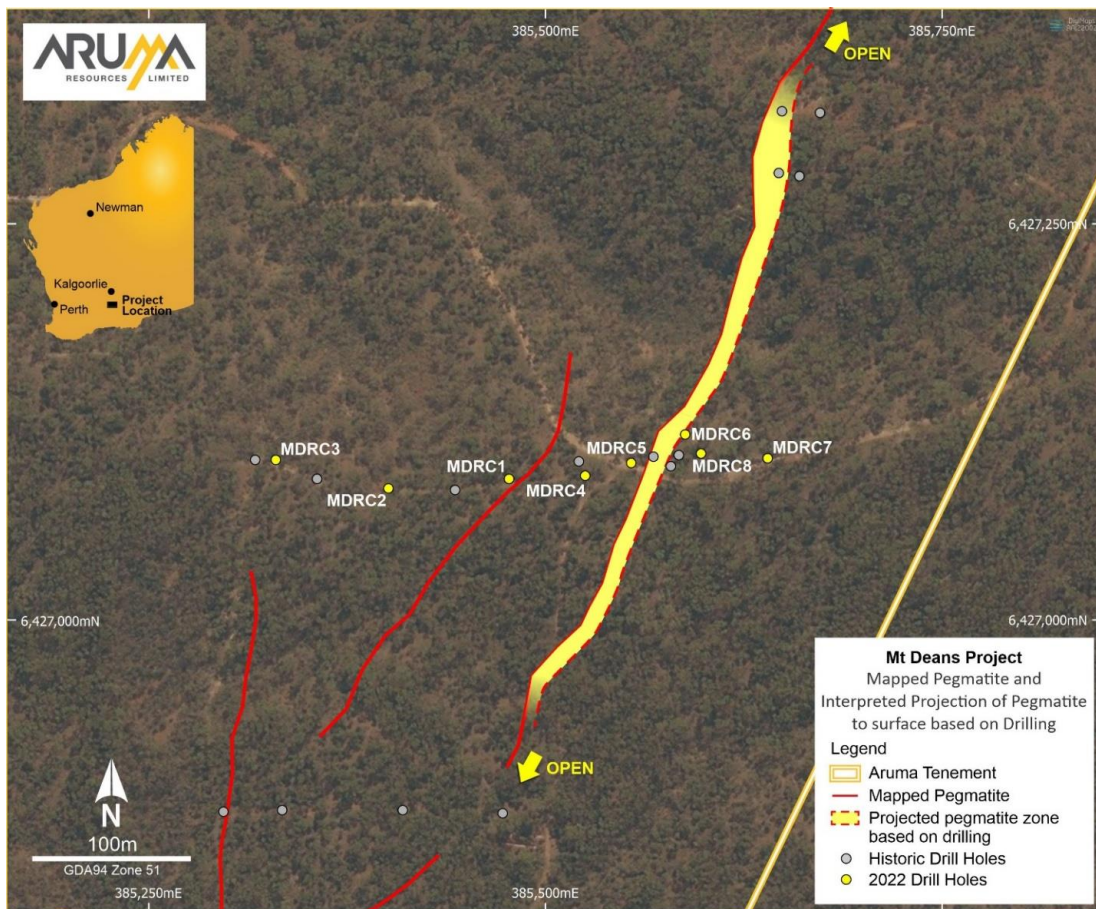 ARUMA
RESOURCES LIMITED
385,500mE
385,750mE
OPEN
Newman
Kalgoorlie
Perth
Project
Location
6,427,250mN
MDRC3
MDRC2
MDRC1
MDRC4
MDRC5
MDRC6
MDRC8
MDRC7
6,427,000mN
6,427,000mN
OPEN
N
100m
GDA94 Zone 51
385,250mE
385,500mE
Mt Deans Project
Mapped Pegmatite and
Interpreted Projection of Pegmatite
to surface based on Drilling
Legend
Aruma Tenement
Mapped Pegmatite
Projected pegmatite zone
based on drilling
Historic Drill Holes
2022 Drill Holes